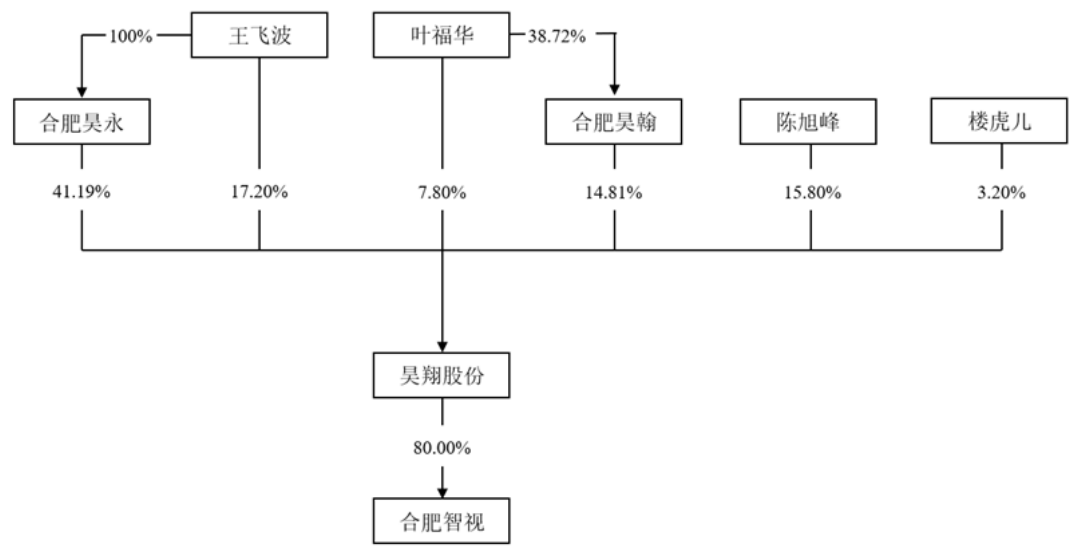 100%
王飞波
叶福华
38.72%
合肥昊永
合肥昊翰
陈旭峰
楼虎儿
41.19%
17.20%
7.80%
14.81%
15.80%
3.20%
昊翔股份
80.00%
合肥智视